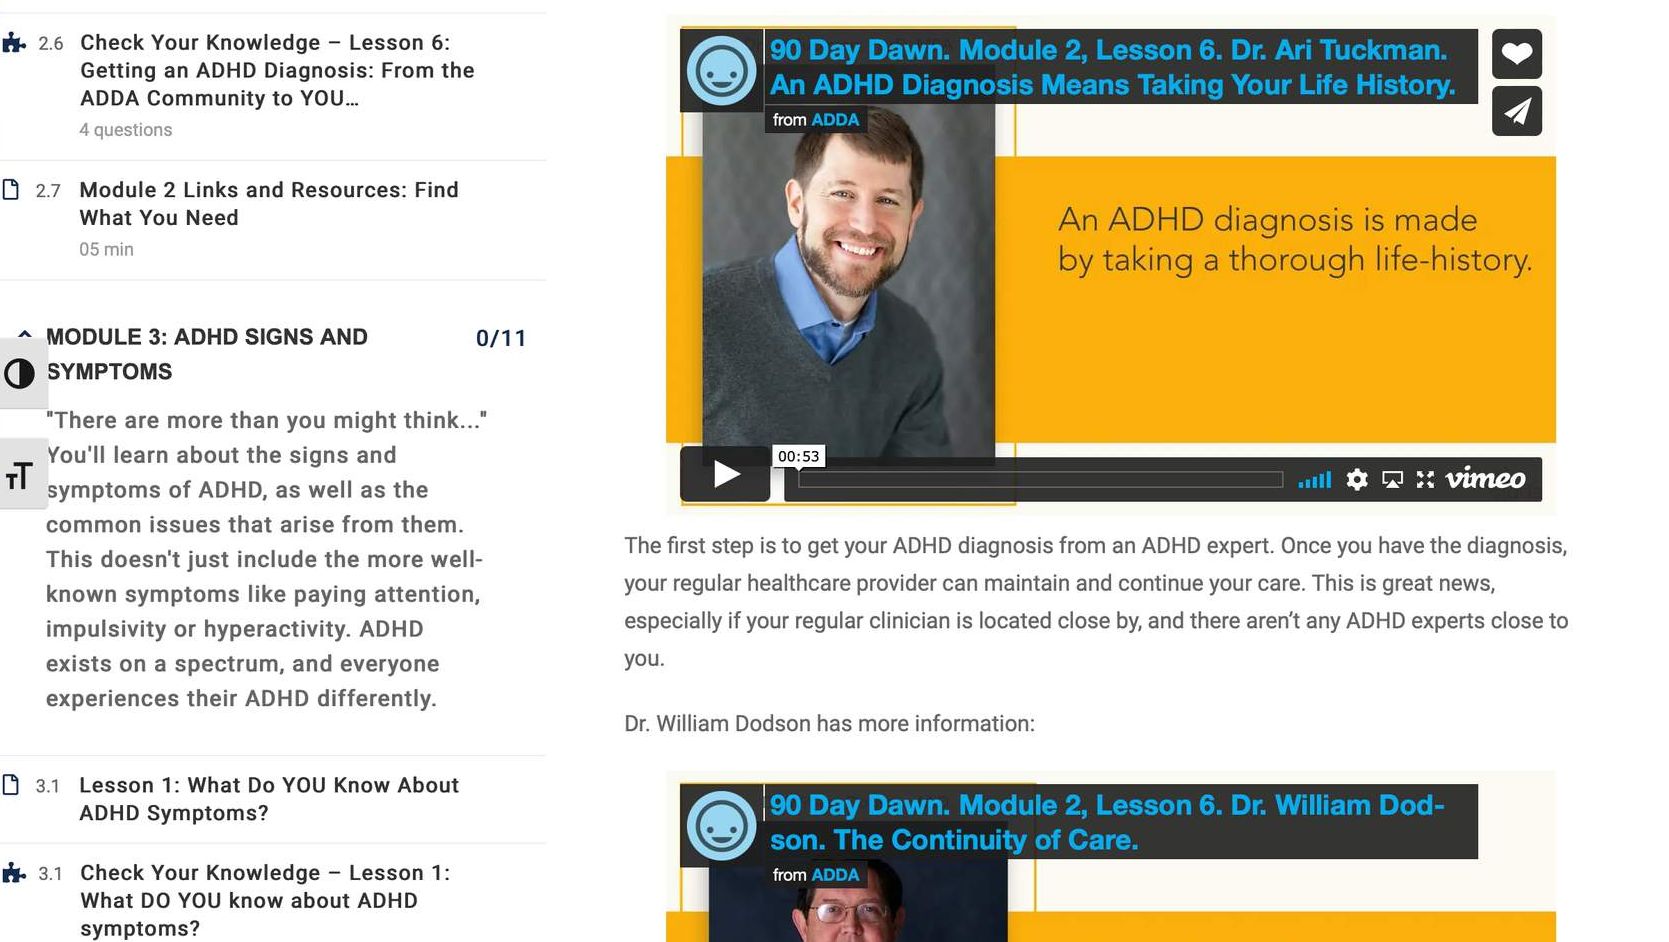 2.6 Check Your Knowledge – Lesson 6:
Getting an ADHD Diagnosis: From the
ADDA Community to YOU…
4 questions
2.7 Module 2 Links and Resources: Find
What You Need
05 min
MODULE 3: ADHD SIGNS AND
SYMPTOMS
0/11
"There are more than you might think..."
You'll learn about the signs and
symptoms of ADHD, as well as the
common issues that arise from them.
This doesn't just include the more well-
known symptoms like paying attention,
impulsivity or hyperactivity. ADHD
exists on a spectrum, and everyone
experiences their ADHD differently.
TT
3.1 Lesson 1: What Do YOU Know About
ADHD Symptoms?
3.1 Check Your Knowledge – Lesson 1:
What DO YOU know about ADHD
symptoms?
90 Day Dawn. Module 2, Lesson 6. Dr. Ari Tuckman.
An ADHD Diagnosis Means Taking Your Life History.
from ADDA
An ADHD diagnosis is made
by taking a thorough life-history.
00:53
vimeo
The first step is to get your ADHD diagnosis from an ADHD expert. Once you have the diagnosis,
your regular healthcare provider can maintain and continue your care. This is great news,
especially if your regular clinician is located close by, and there aren’t any ADHD experts close to
you.
Dr. William Dodson has more information:
90 Day Dawn. Module 2, Lesson 6. Dr. William Dod-
son. The Continuity of Care.
from ADDA